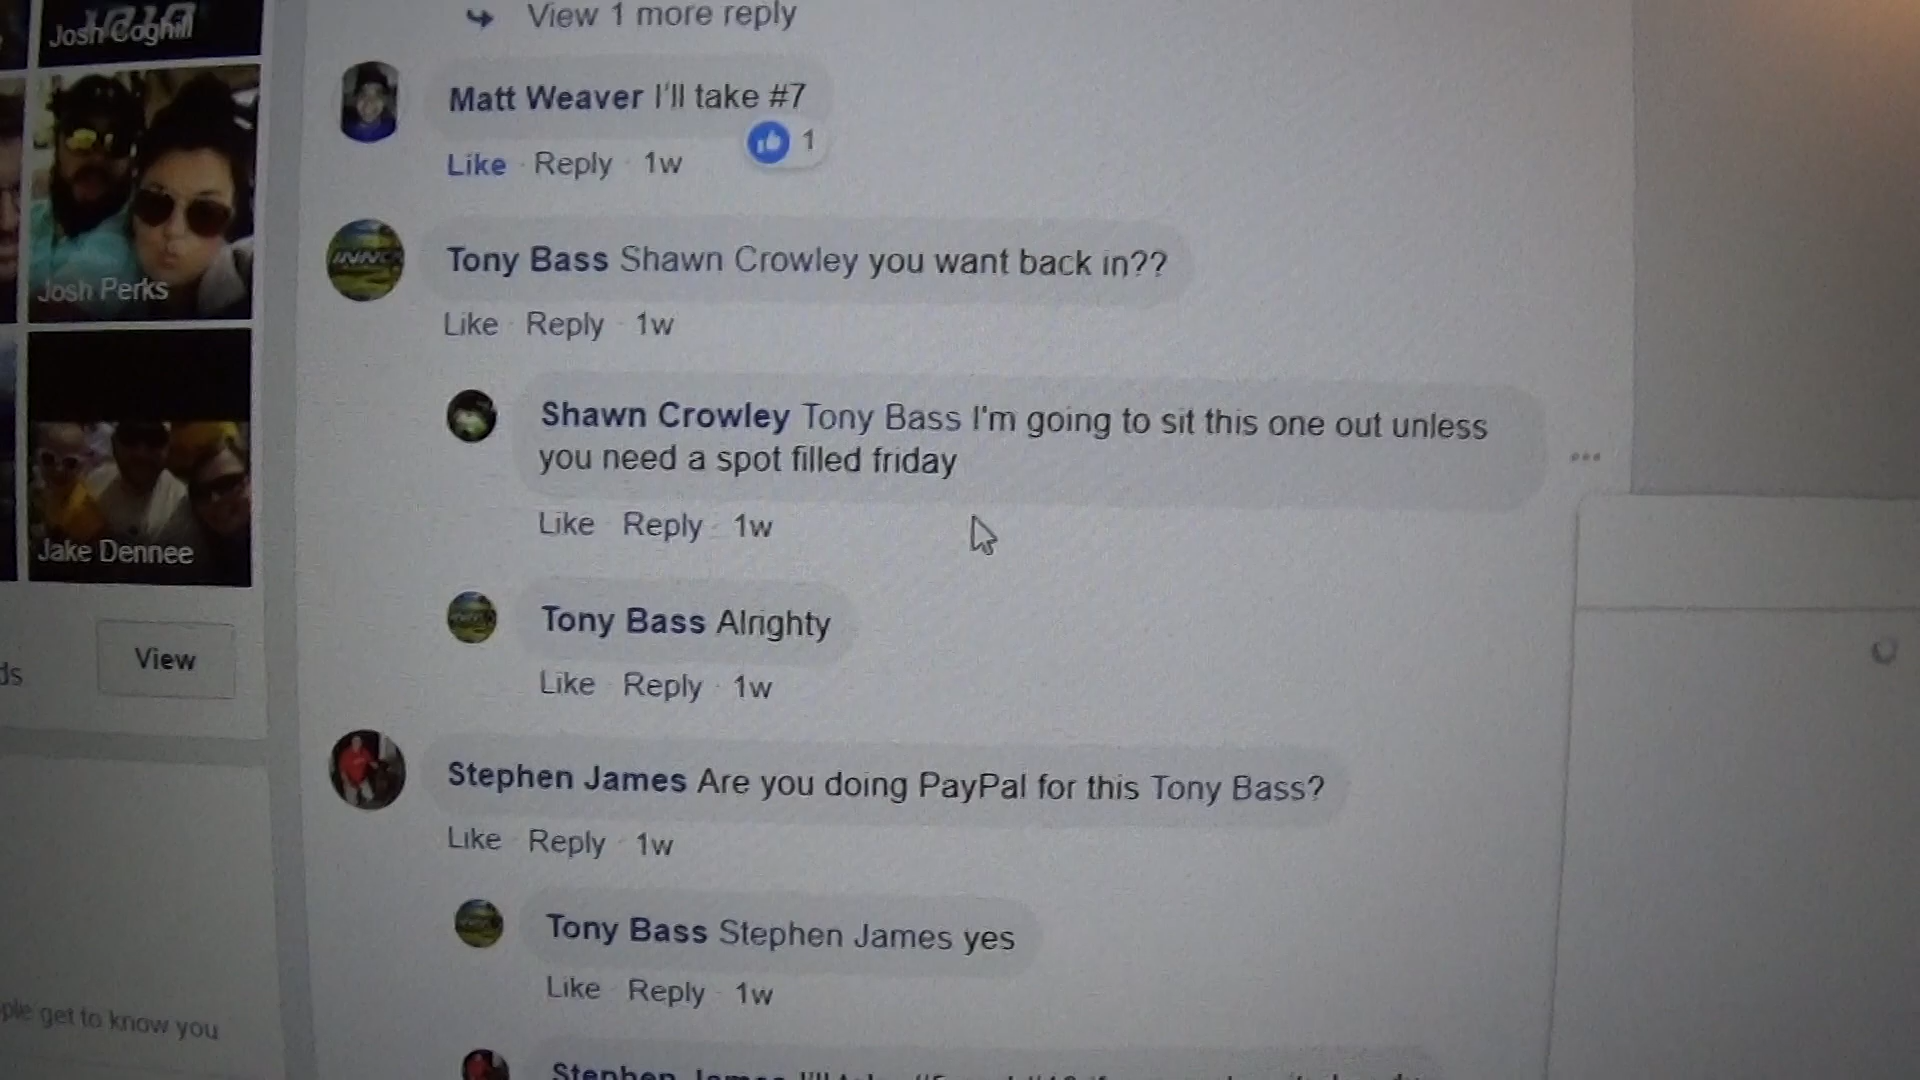 Josh Coghill
View 1 more reply
Matt Weaver I'll take #7
1
Like · Reply · 1w
Josh Perks
INNO
Tony Bass Shawn Crowley you want back in??
Like · Reply · 1w
Shawn Crowley Tony Bass I'm going to sit this one out unless
you need a spot filled friday
Like · Reply · 1w
Jake Dennee
Tony Bass Alrighty
Like · Reply · 1w
View
ds
Stephen James Are you doing PayPal for this Tony Bass?
Like · Reply · 1w
Tony Bass Stephen James yes
Like · Reply · 1w
ple get to know you
Stephen James I'll